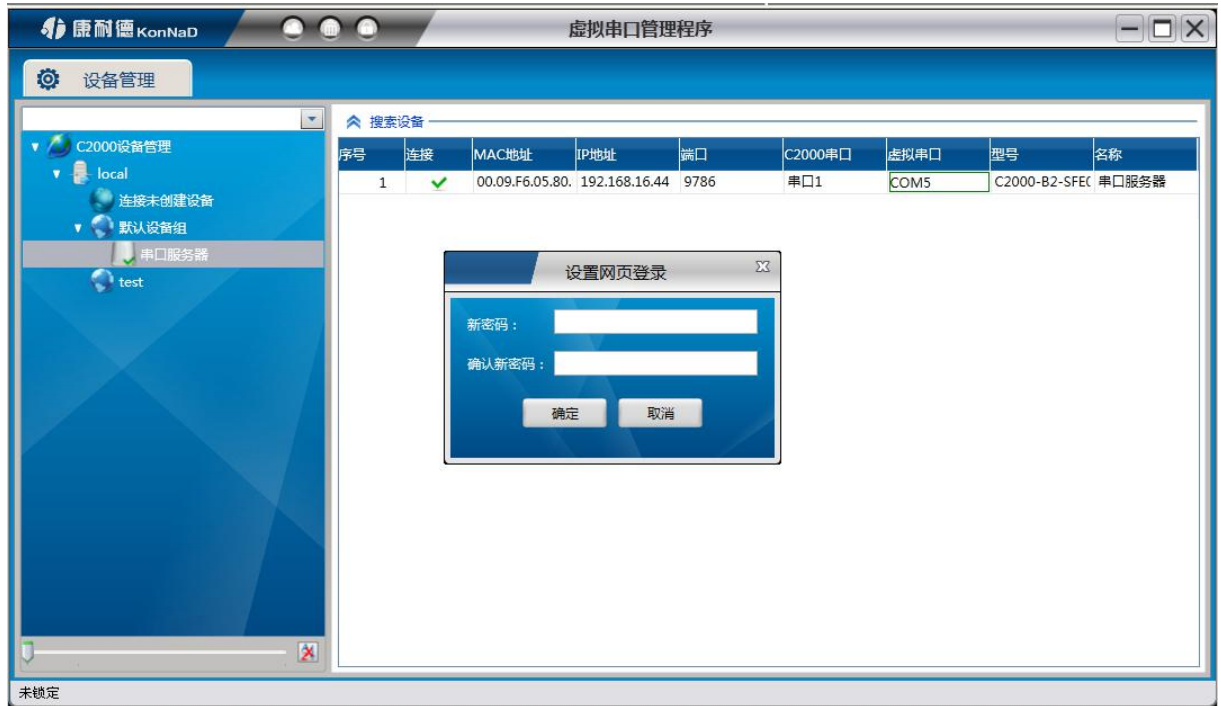 康耐德 KonNaD
虚拟串口管理程序
设备管理
C2000设备管理
local
连接未创建设备
默认设备组
串口服务器
test
搜索设备
序号 连接 MAC地址 IP地址 端口 C2000串口 虚拟串口 型号 名称
1 00.09.F6.05.80. 192.168.16.44 9786 串口1 COM5 C2000-B2-SFE( 串口服务器
设置网页登录
新密码：
确认新密码：
确定 取消
未锁定